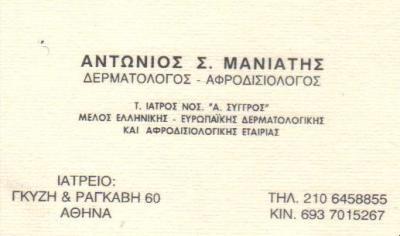 ΑΝΤΩΝΙΟΣ Σ. ΜΑΝΙΑΤΗΣ
ΔΕΡΜΑΤΟΛΟΓΟΣ - ΑΦΡΟΔΙΣΙΟΛΟΓΟΣ
Τ. ΙΑΤΡΟΣ ΝΟΣ. "Α. ΣΥΓΓΡΟΣ"
ΜΕΛΟΣ ΕΛΛΗΝΙΚΗΣ - ΕΥΡΩΠΑΪΚΗΣ ΔΕΡΜΑΤΟΛΟΓΙΚΗΣ
ΚΑΙ ΑΦΡΟΔΙΣΙΟΛΟΓΙΚΗΣ ΕΤΑΙΡΙΑΣ
ΙΑΤΡΕΙΟ:
ΓΚΥΖΗ & ΡΑΓΚΑΒΗ 60
ΑΘΗΝΑ
ΤΗΛ. 210 6458855
ΚΙΝ. 693 7015267